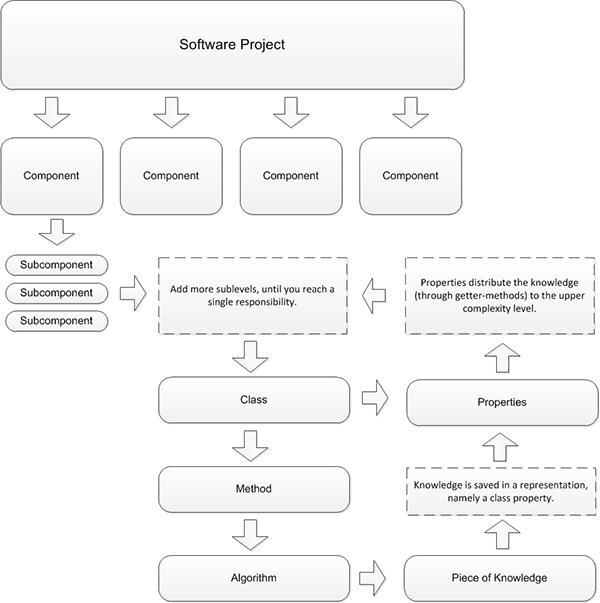 Software Project
Component
Component
Component
Component
Subcomponent
Subcomponent
Subcomponent
Add more sublevels, until you reach a
single responsibility.
Properties distribute the knowledge
(through getter-methods) to the upper
complexity level.
Class
Properties
Method
Knowledge is saved in a representation,
namely a class property.
Algorithm
Piece of Knowledge